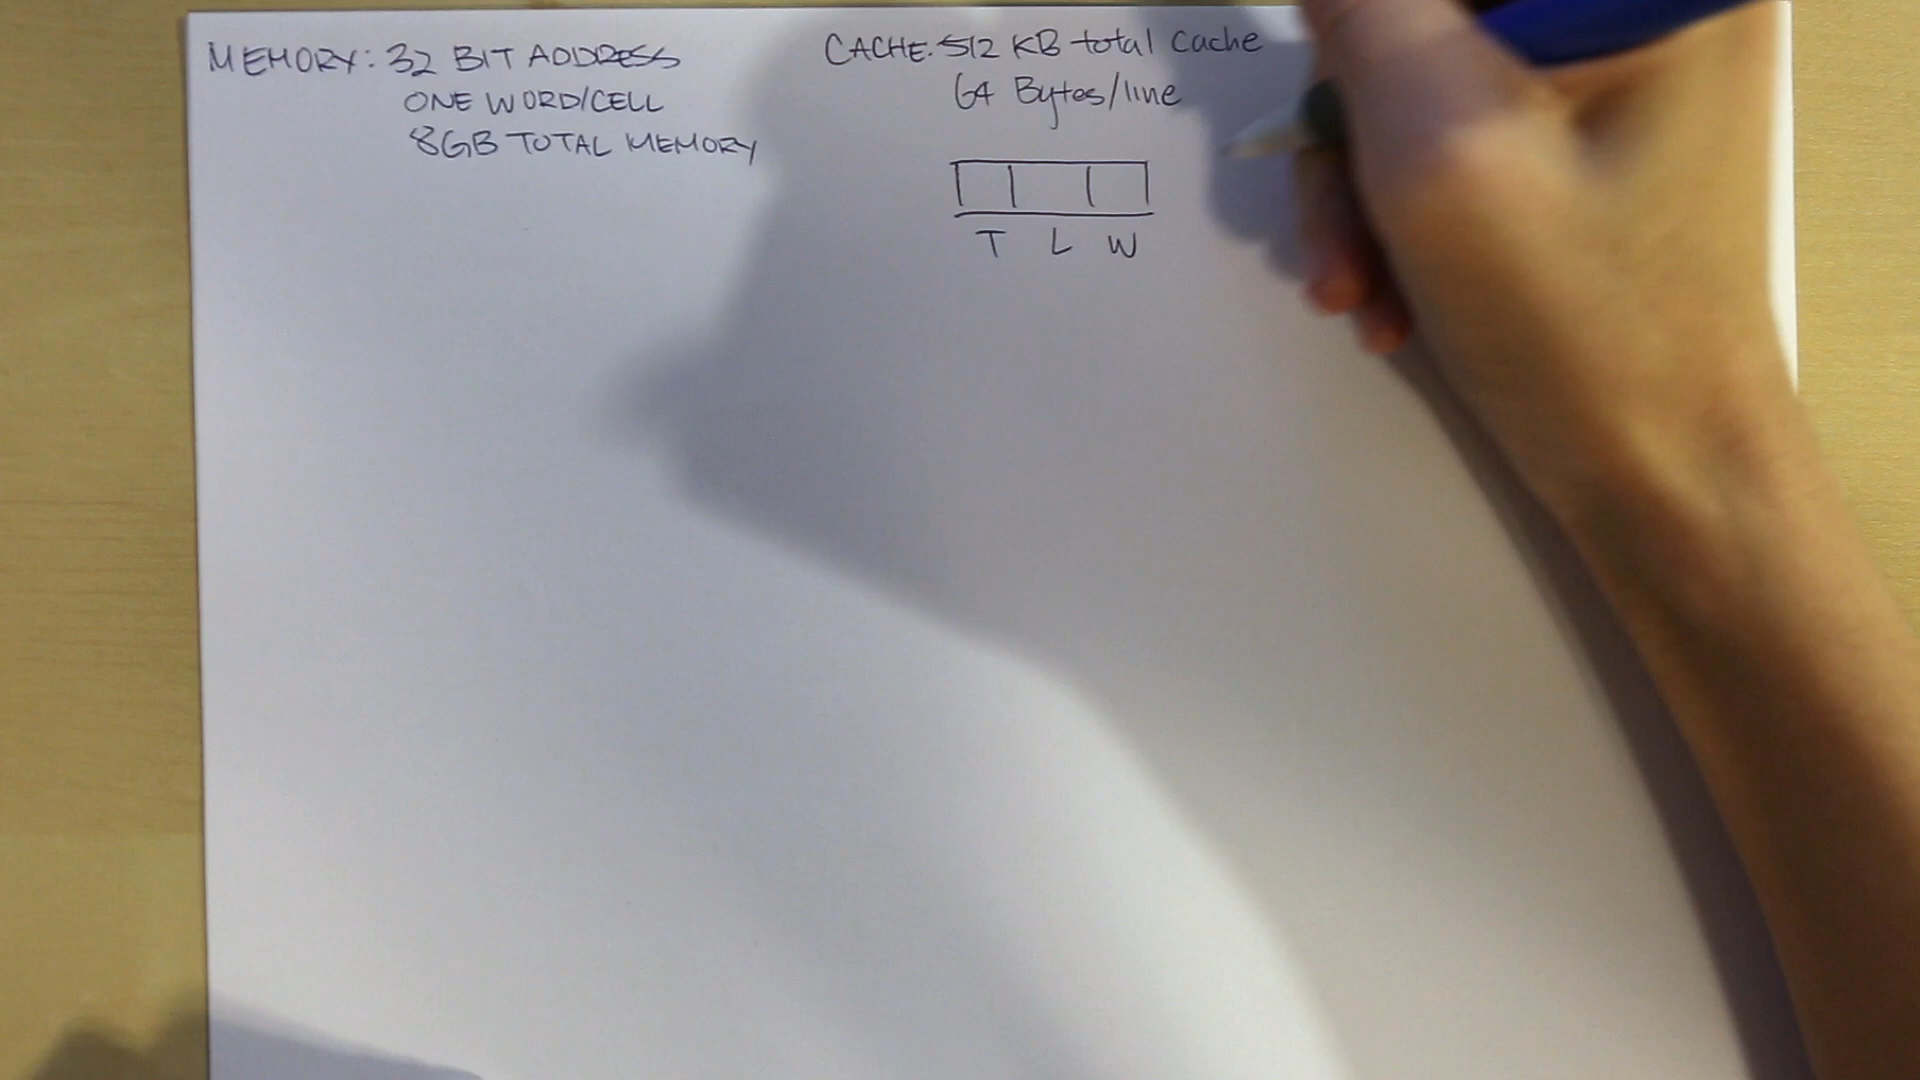 MEMORY: 32 BIT ADDRESS
ONE WORD/CELL
8GB TOTAL MEMORY
CACHE: 512 KB total cache
64 Bytes/line
T L W